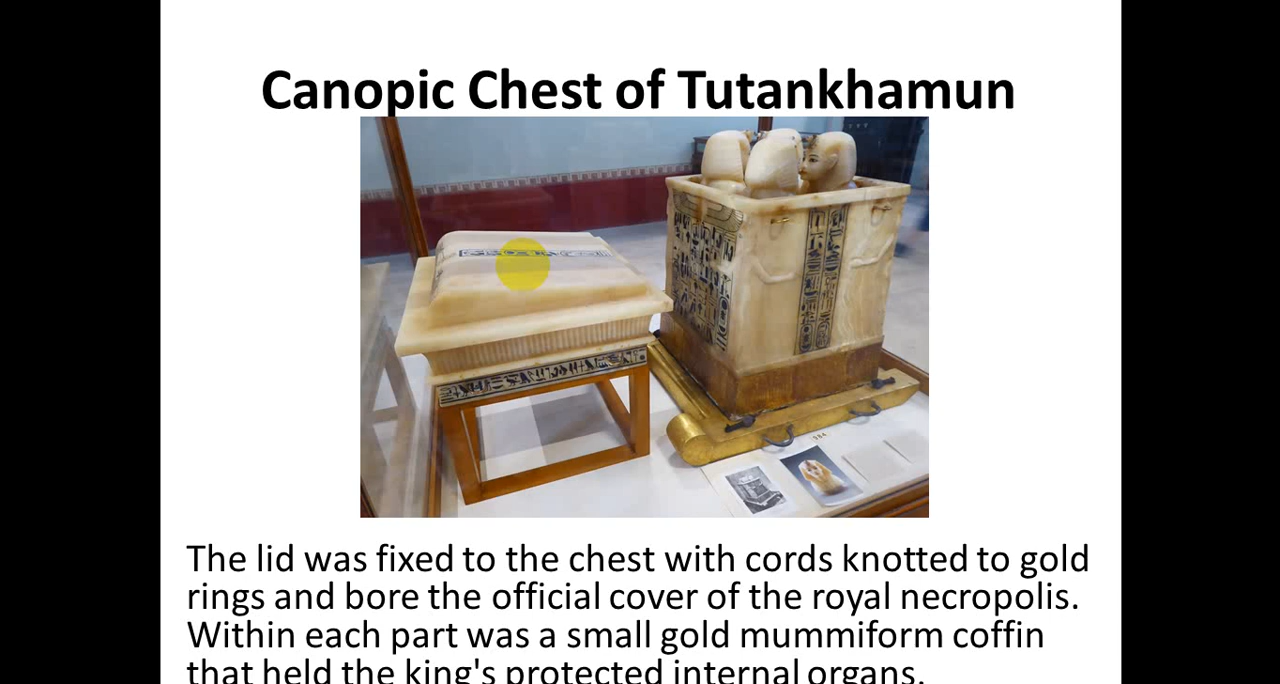 Canopic Chest of Tutankhamun
984
The lid was fixed to the chest with cords knotted to gold
rings and bore the official cover of the royal necropolis.
Within each part was a small gold mummiform coffin
that held the king's protected internal organs.